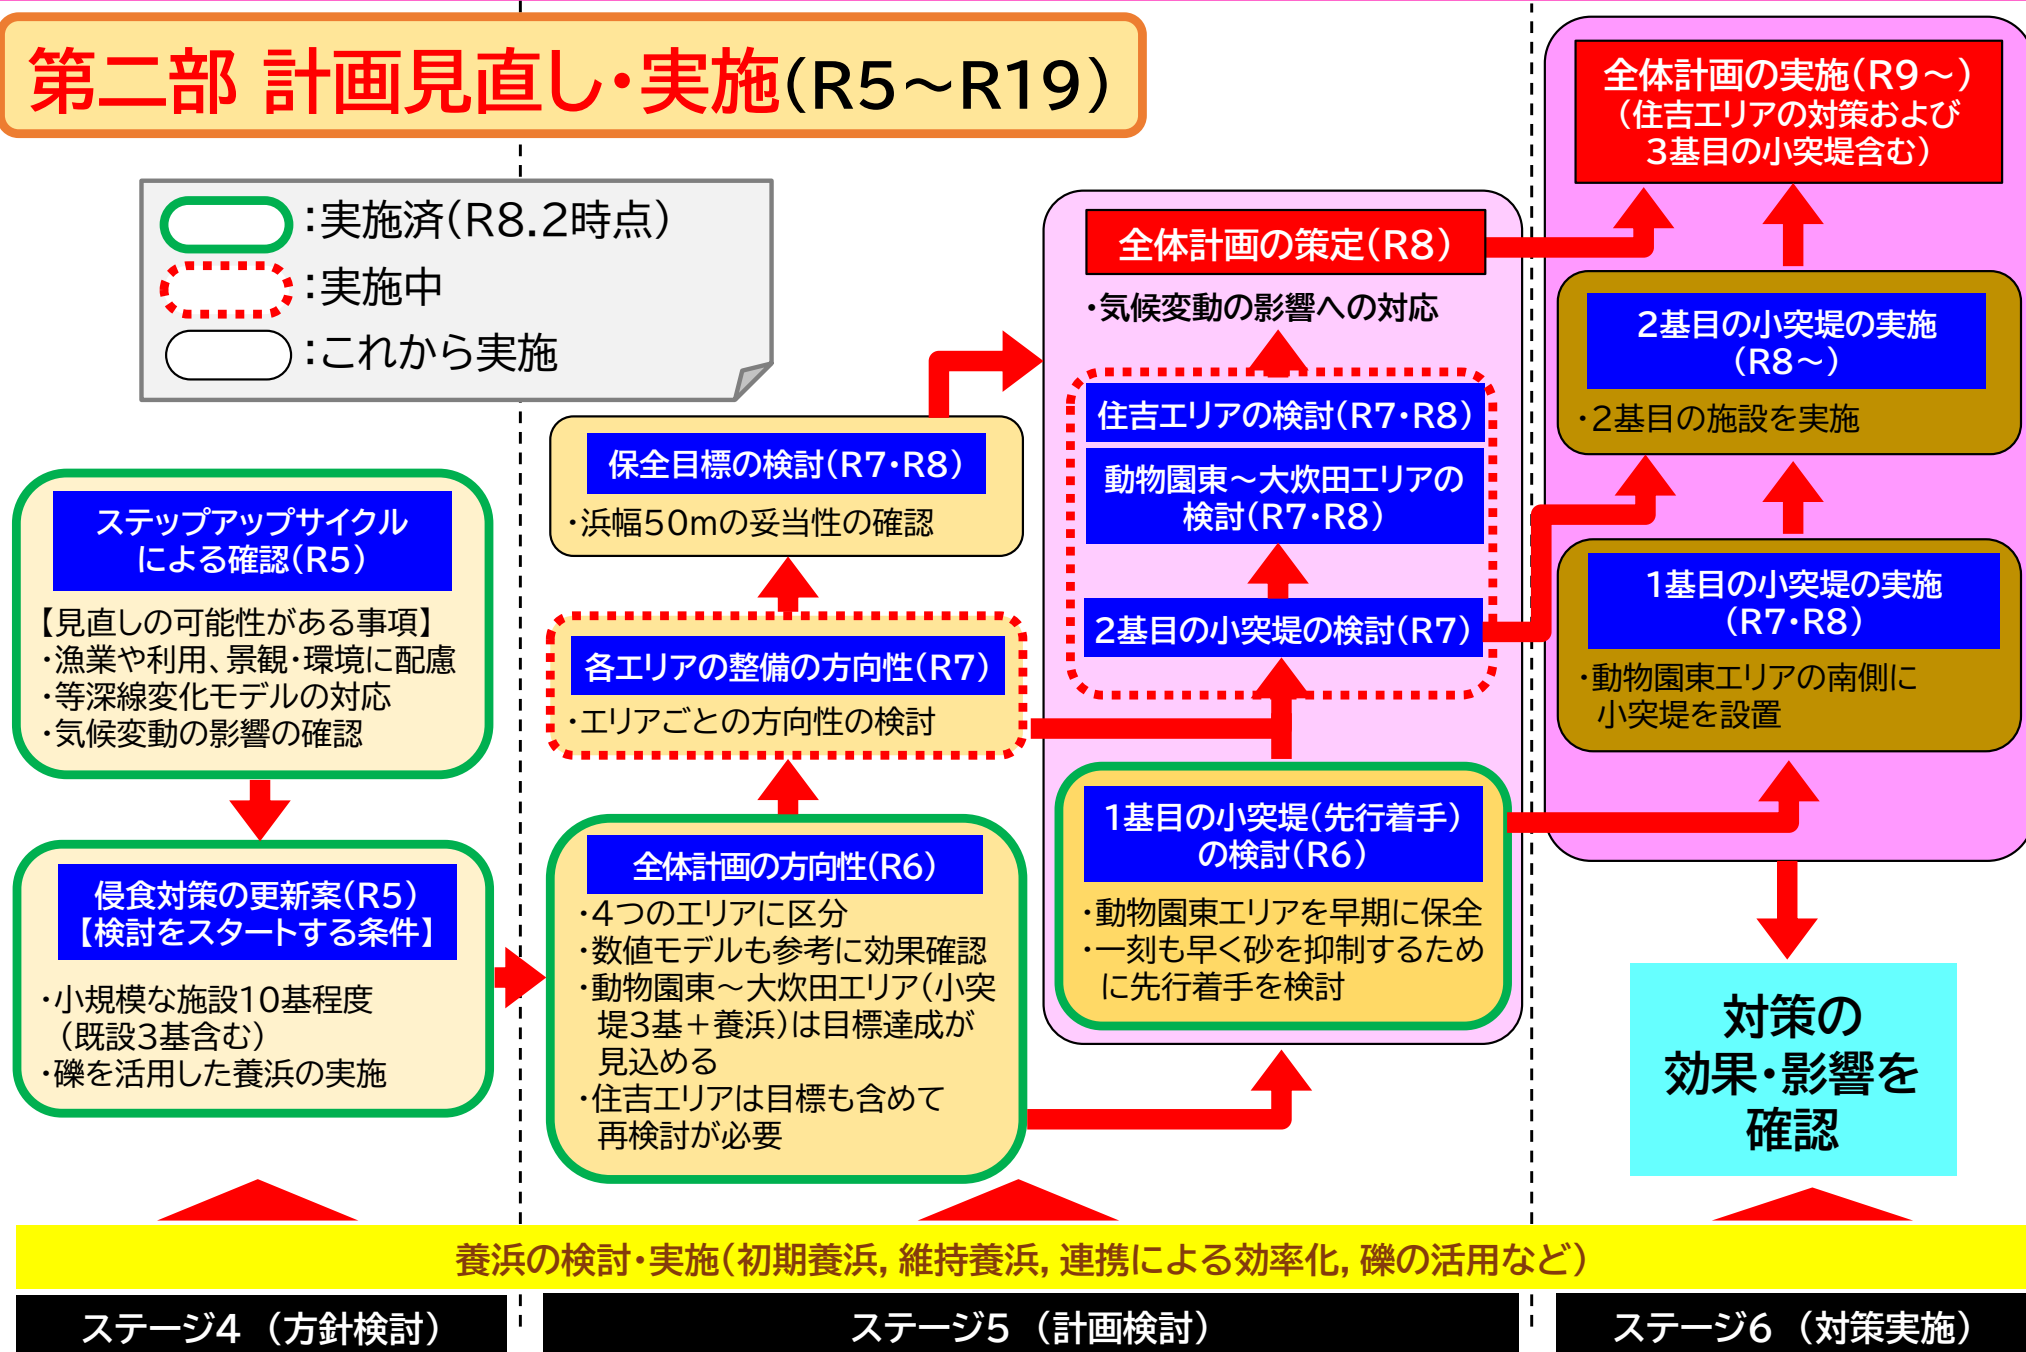 第二部 計画見直し・実施(R5～R19)
：実施済(R8.2時点)
：実施中
：これから実施
ステップアップサイクル
による確認(R5)
【見直しの可能性がある事項】
・漁業や利用、景観・環境に配慮
・等深線変化モデルの対応
・気候変動の影響の確認
侵食対策の更新案(R5)
【検討をスタートする条件】
・小規模な施設10基程度
（既設3基含む）
・礫を活用した養浜の実施
保全目標の検討(R7・R8)
・浜幅50mの妥当性の確認
各エリアの整備の方向性(R7)
・エリアごとの方向性の検討
全体計画の方向性(R6)
・4つのエリアに区分
・数値モデルも参考に効果確認
・動物園東～大炊田エリア(小突
堤3基＋養浜)は目標達成が
見込める
・住吉エリアは目標も含めて
再検討が必要
全体計画の策定(R8)
・気候変動の影響への対応
住吉エリアの検討(R7・R8)
動物園東～大炊田エリアの
検討(R7・R8)
2基目の小突堤の検討(R7)
1基目の小突堤(先行着手)
の検討(R6)
・動物園東エリアを早期に保全
・一刻も早く砂を抑制するため
に先行着手を検討
全体計画の実施(R9～)
(住吉エリアの対策および
3基目の小突堤含む)
2基目の小突堤の実施
(R8～)
・2基目の施設を実施
1基目の小突堤の実施
(R7・R8)
・動物園東エリアの南側に
小突堤を設置
対策の
効果・影響を
確認
養浜の検討・実施(初期養浜, 維持養浜, 連携による効率化, 礫の活用など)
ステージ4 （方針検討）
ステージ5 （計画検討）
ステージ6 （対策実施）